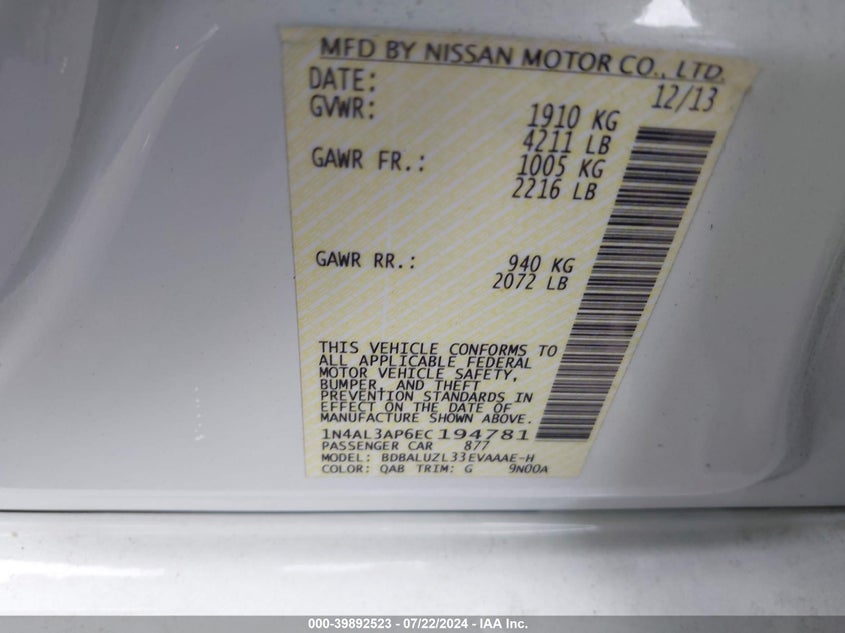 MFD BY NISSAN MOTOR CO., LTD.
DATE: 12/13
GVWR: 1910 KG
4211 LB
GAWR FR.: 1005 KG
2216 LB
GAWR RR.: 940 KG
2072 LB
THIS VEHICLE CONFORMS TO
ALL APPLICABLE FEDERAL
MOTOR VEHICLE SAFETY,
BUMPER, AND THEFT
PREVENTION STANDARDS IN
EFFECT ON THE DATE OF
MANUFACTURE SHOWN ABOVE.
1N4AL3AP6EC194781
PASSENGER CAR 877
MODEL: BDBALUZL33EVAAAE-H
COLOR: QAB TRIM: G 9N00A
000-39892523 - 07/22/2024 - IAA Inc.